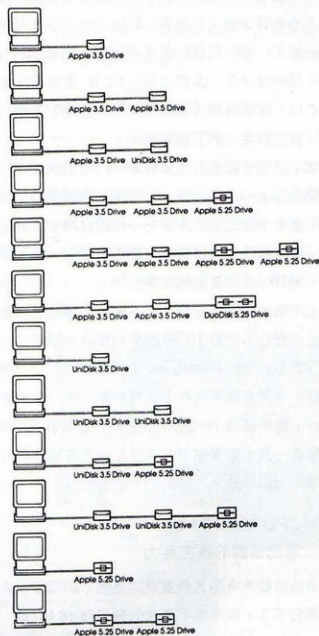 Apple 3.5 Drive
Apple 3.5 Drive Apple 3.5 Drive
Apple 3.5 Drive UniDisk 3.5 Drive
Apple 3.5 Drive Apple 3.5 Drive Apple 5.25 Drive
Apple 3.5 Drive Apple 3.5 Drive Apple 5.25 Drive Apple 5.25 Drive
Apple 3.5 Drive Apple 3.5 Drive DuoDisk 5.25 Drive
UniDisk 3.5 Drive
UniDisk 3.5 Drive UniDisk 3.5 Drive
UniDisk 3.5 Drive Apple 5.25 Drive
UniDisk 3.5 Drive UniDisk 3.5 Drive Apple 5.25 Drive
Apple 5.25 Drive
Apple 5.25 Drive Apple 5.25 Drive